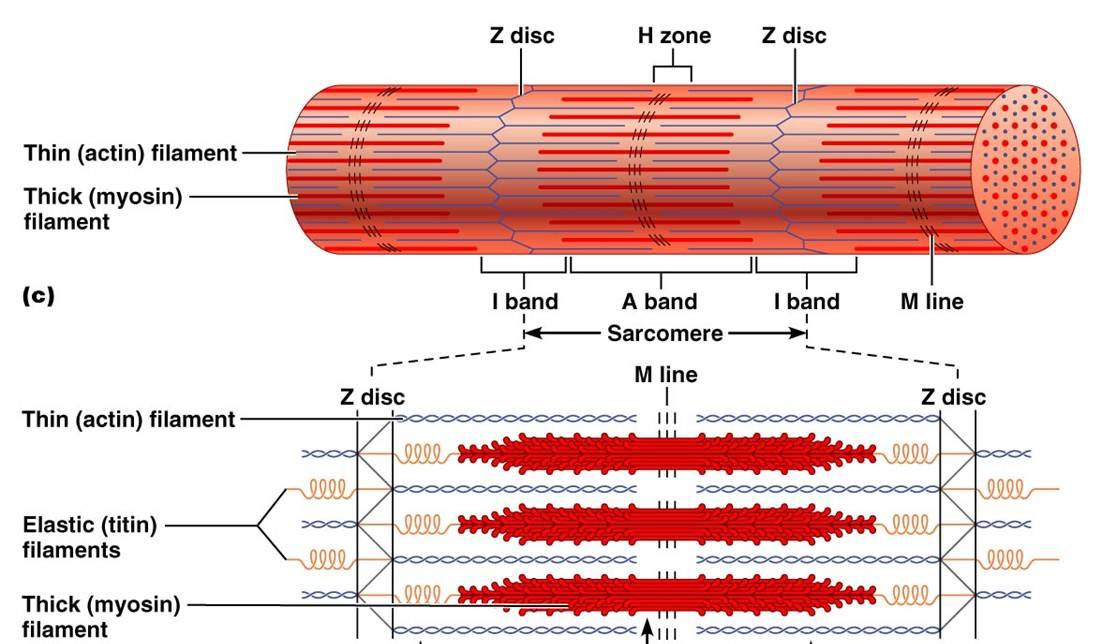 Z disc H zone Z disc
Thin (actin) filament
Thick (myosin)
filament
(c)
I band A band I band M line
Sarcomere
M line
Z disc Z disc
Thin (actin) filament
Elastic (titin)
filaments
Thick (myosin)
filament